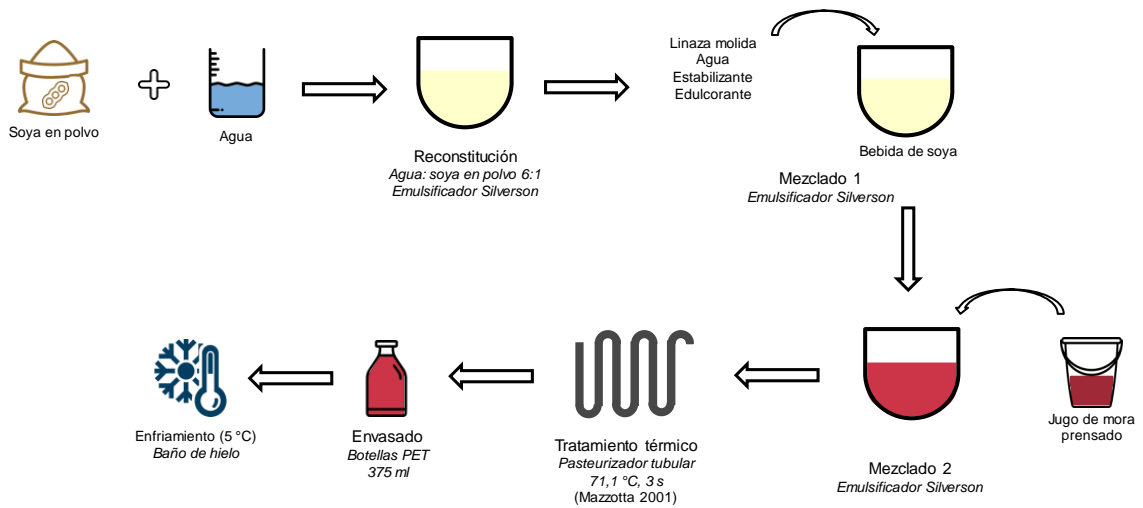 Soya en polvo
Agua
Reconstitución
Agua: soya en polvo 6:1
Emulsificador Silverson
Linaza molida
Agua
Estabilizante
Edulcorante
Bebida de soya
Mezclado 1
Emulsificador Silverson
Jugo de mora
prensado
Mezclado 2
Emulsificador Silverson
Tratamiento térmico
Pasteurizador tubular
71,1 °C, 3 s
(Mazzotta 2001)
Envasado
Botellas PET
375 ml
Enfriamiento (5 °C)
Baño de hielo